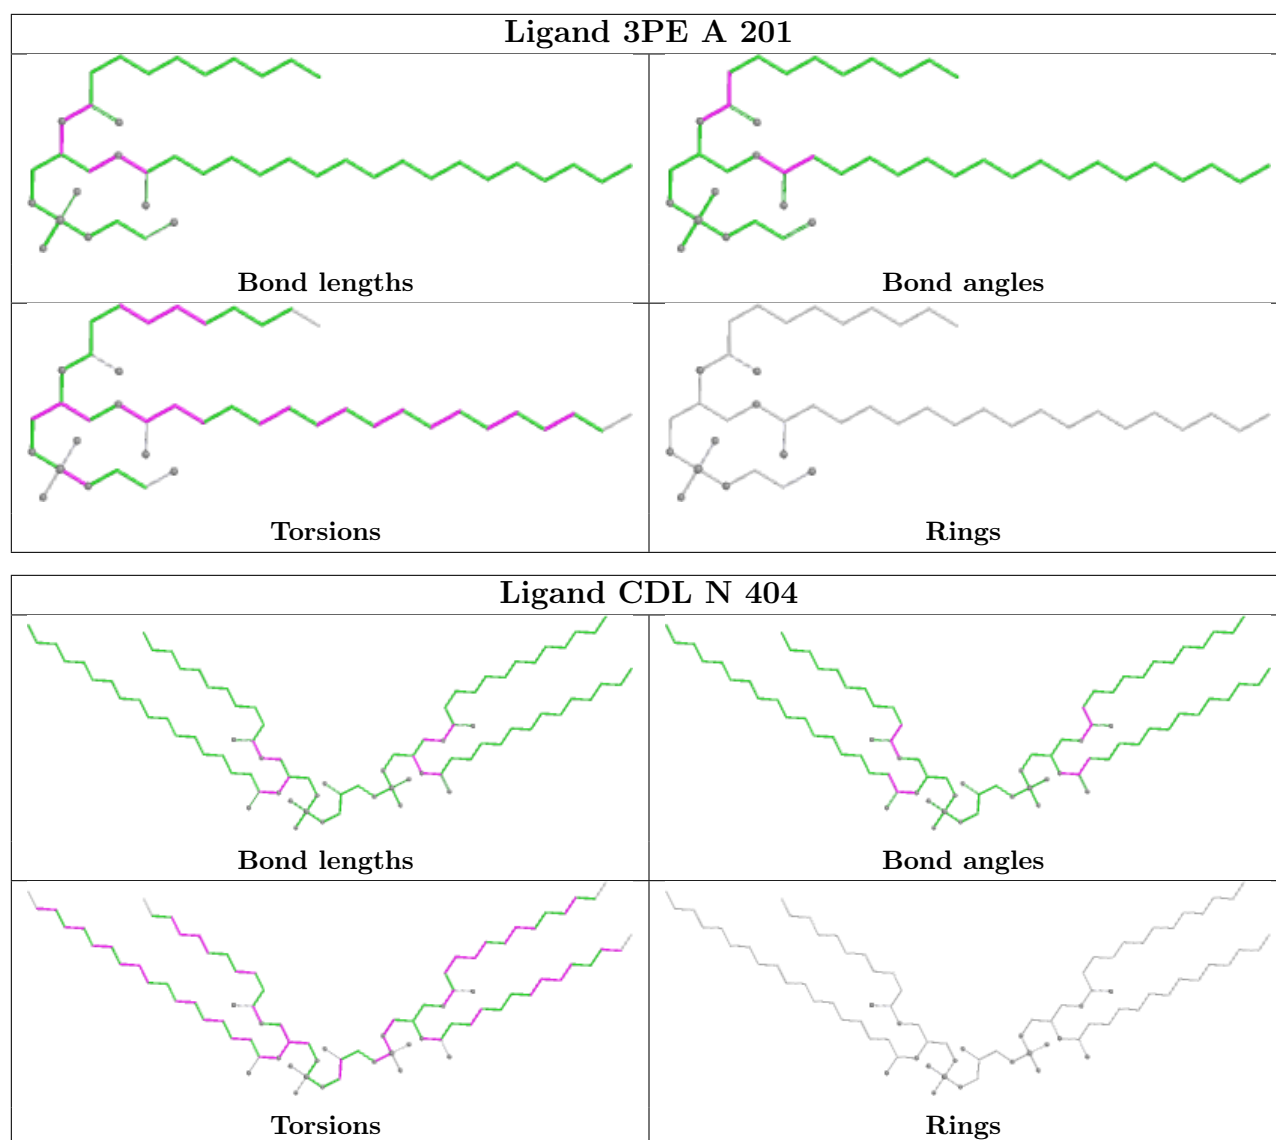 Ligand 3PE A 201
Bond lengths
Bond angles
Torsions
Rings
Ligand CDL N 404
Bond lengths
Bond angles
Torsions
Rings